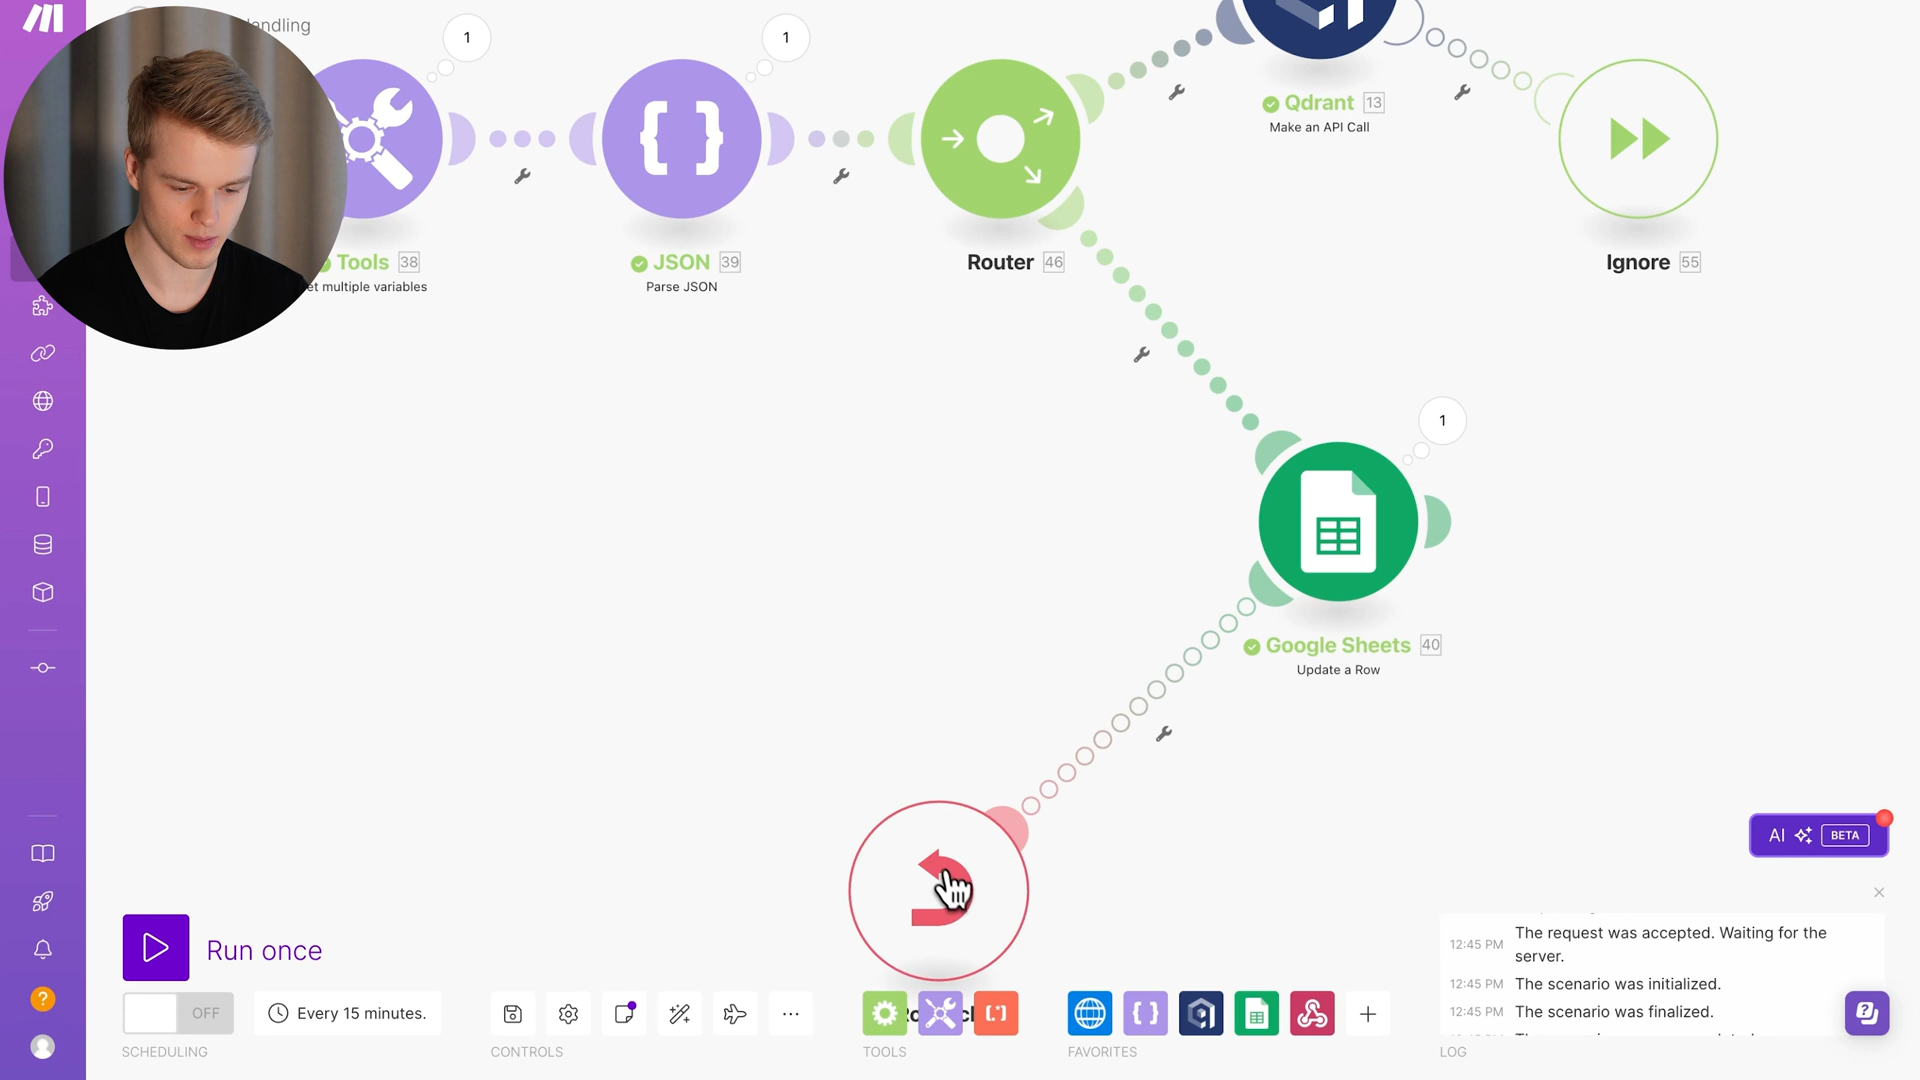 andling
1
1
Qdrant 13
Make an API Call
Tools 38
et multiple variables
JSON 39
Parse JSON
Router 46
Ignore 55
1
Google Sheets 40
Update a Row
AI BETA
Run once
The request was accepted. Waiting for the
12:45 PM
server.
12:45 PM The scenario was initialized.
12:45 PM The scenario was finalized.
OFF
Every 15 minutes.
SCHEDULING
CONTROLS
TOOLS
FAVORITES
LOG